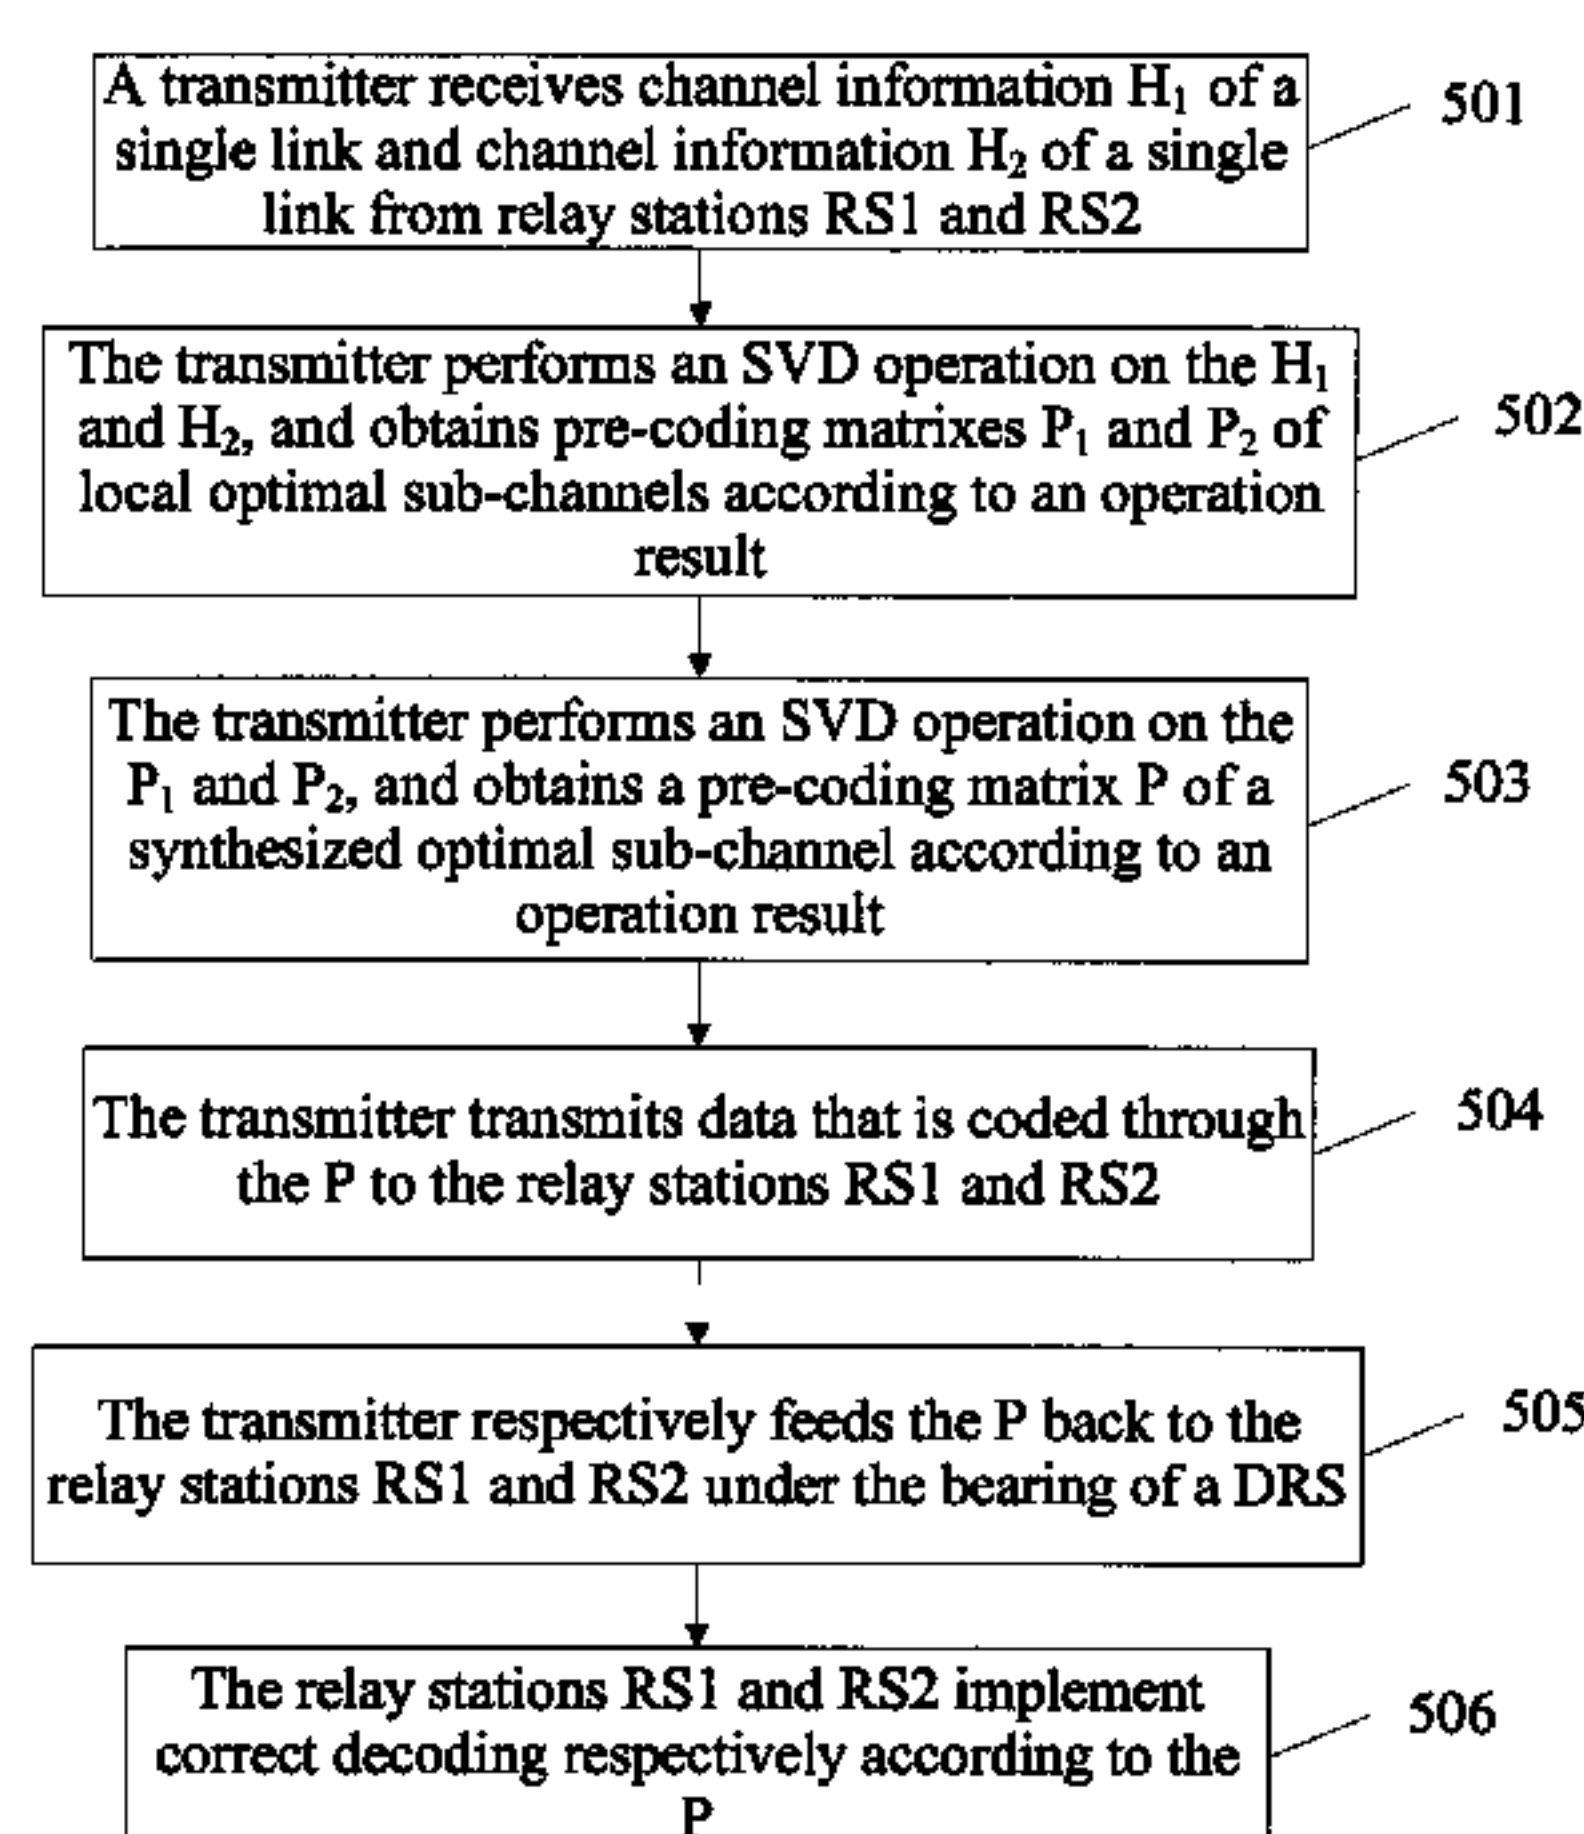 A transmitter receives channel information H₁ of a
single link and channel information H₂ of a single
link from relay stations RS1 and RS2
501
The transmitter performs an SVD operation on the H₁
and H₂, and obtains pre-coding matrixes P₁ and P₂ of
local optimal sub-channels according to an operation
result
502
The transmitter performs an SVD operation on the
P₁ and P₂, and obtains a pre-coding matrix P of a
synthesized optimal sub-channel according to an
operation result
503
The transmitter transmits data that is coded through
the P to the relay stations RS1 and RS2
504
The transmitter respectively feeds the P back to the
relay stations RS1 and RS2 under the bearing of a DRS
505
The relay stations RS1 and RS2 implement
correct decoding respectively according to the
P
506